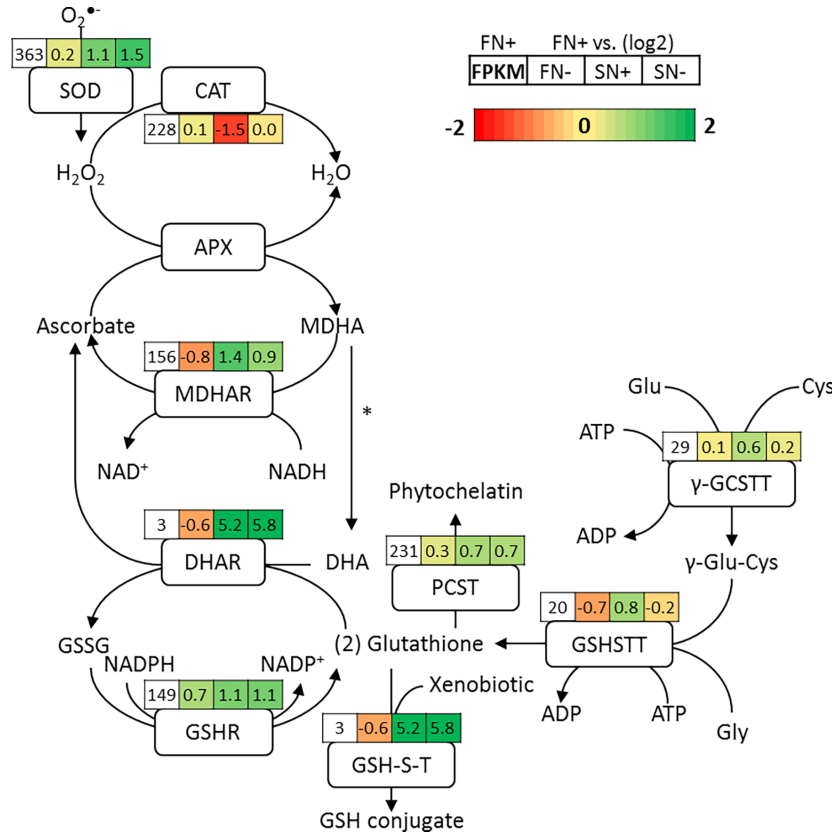 O₂●-
363 0.2 1.1 1.5
SOD
CAT
228 0.1 -1.5 0.0
FN+ FN+ vs. (log2)
FPKM FN- SN+ SN-
-2 0 2
H₂O₂
H₂O
APX
Ascorbate
MDHA
156 -0.8 1.4 0.9
MDHAR
*
NAD⁺
NADH
Glu
Cys
ATP
29 0.1 0.6 0.2
γ-GCSTT
ADP
γ-Glu-Cys
3 -0.6 5.2 5.8
DHAR
DHA
Phytochelatin
231 0.3 0.7 0.7
PCST
20 -0.7 0.8 -0.2
GSHSTT
GSSG
(2) Glutathione
NADPH
NADP⁺
149 0.7 1.1 1.1
GSHR
Xenobiotic
ADP
ATP
Gly
3 -0.6 5.2 5.8
GSH-S-T
GSH conjugate